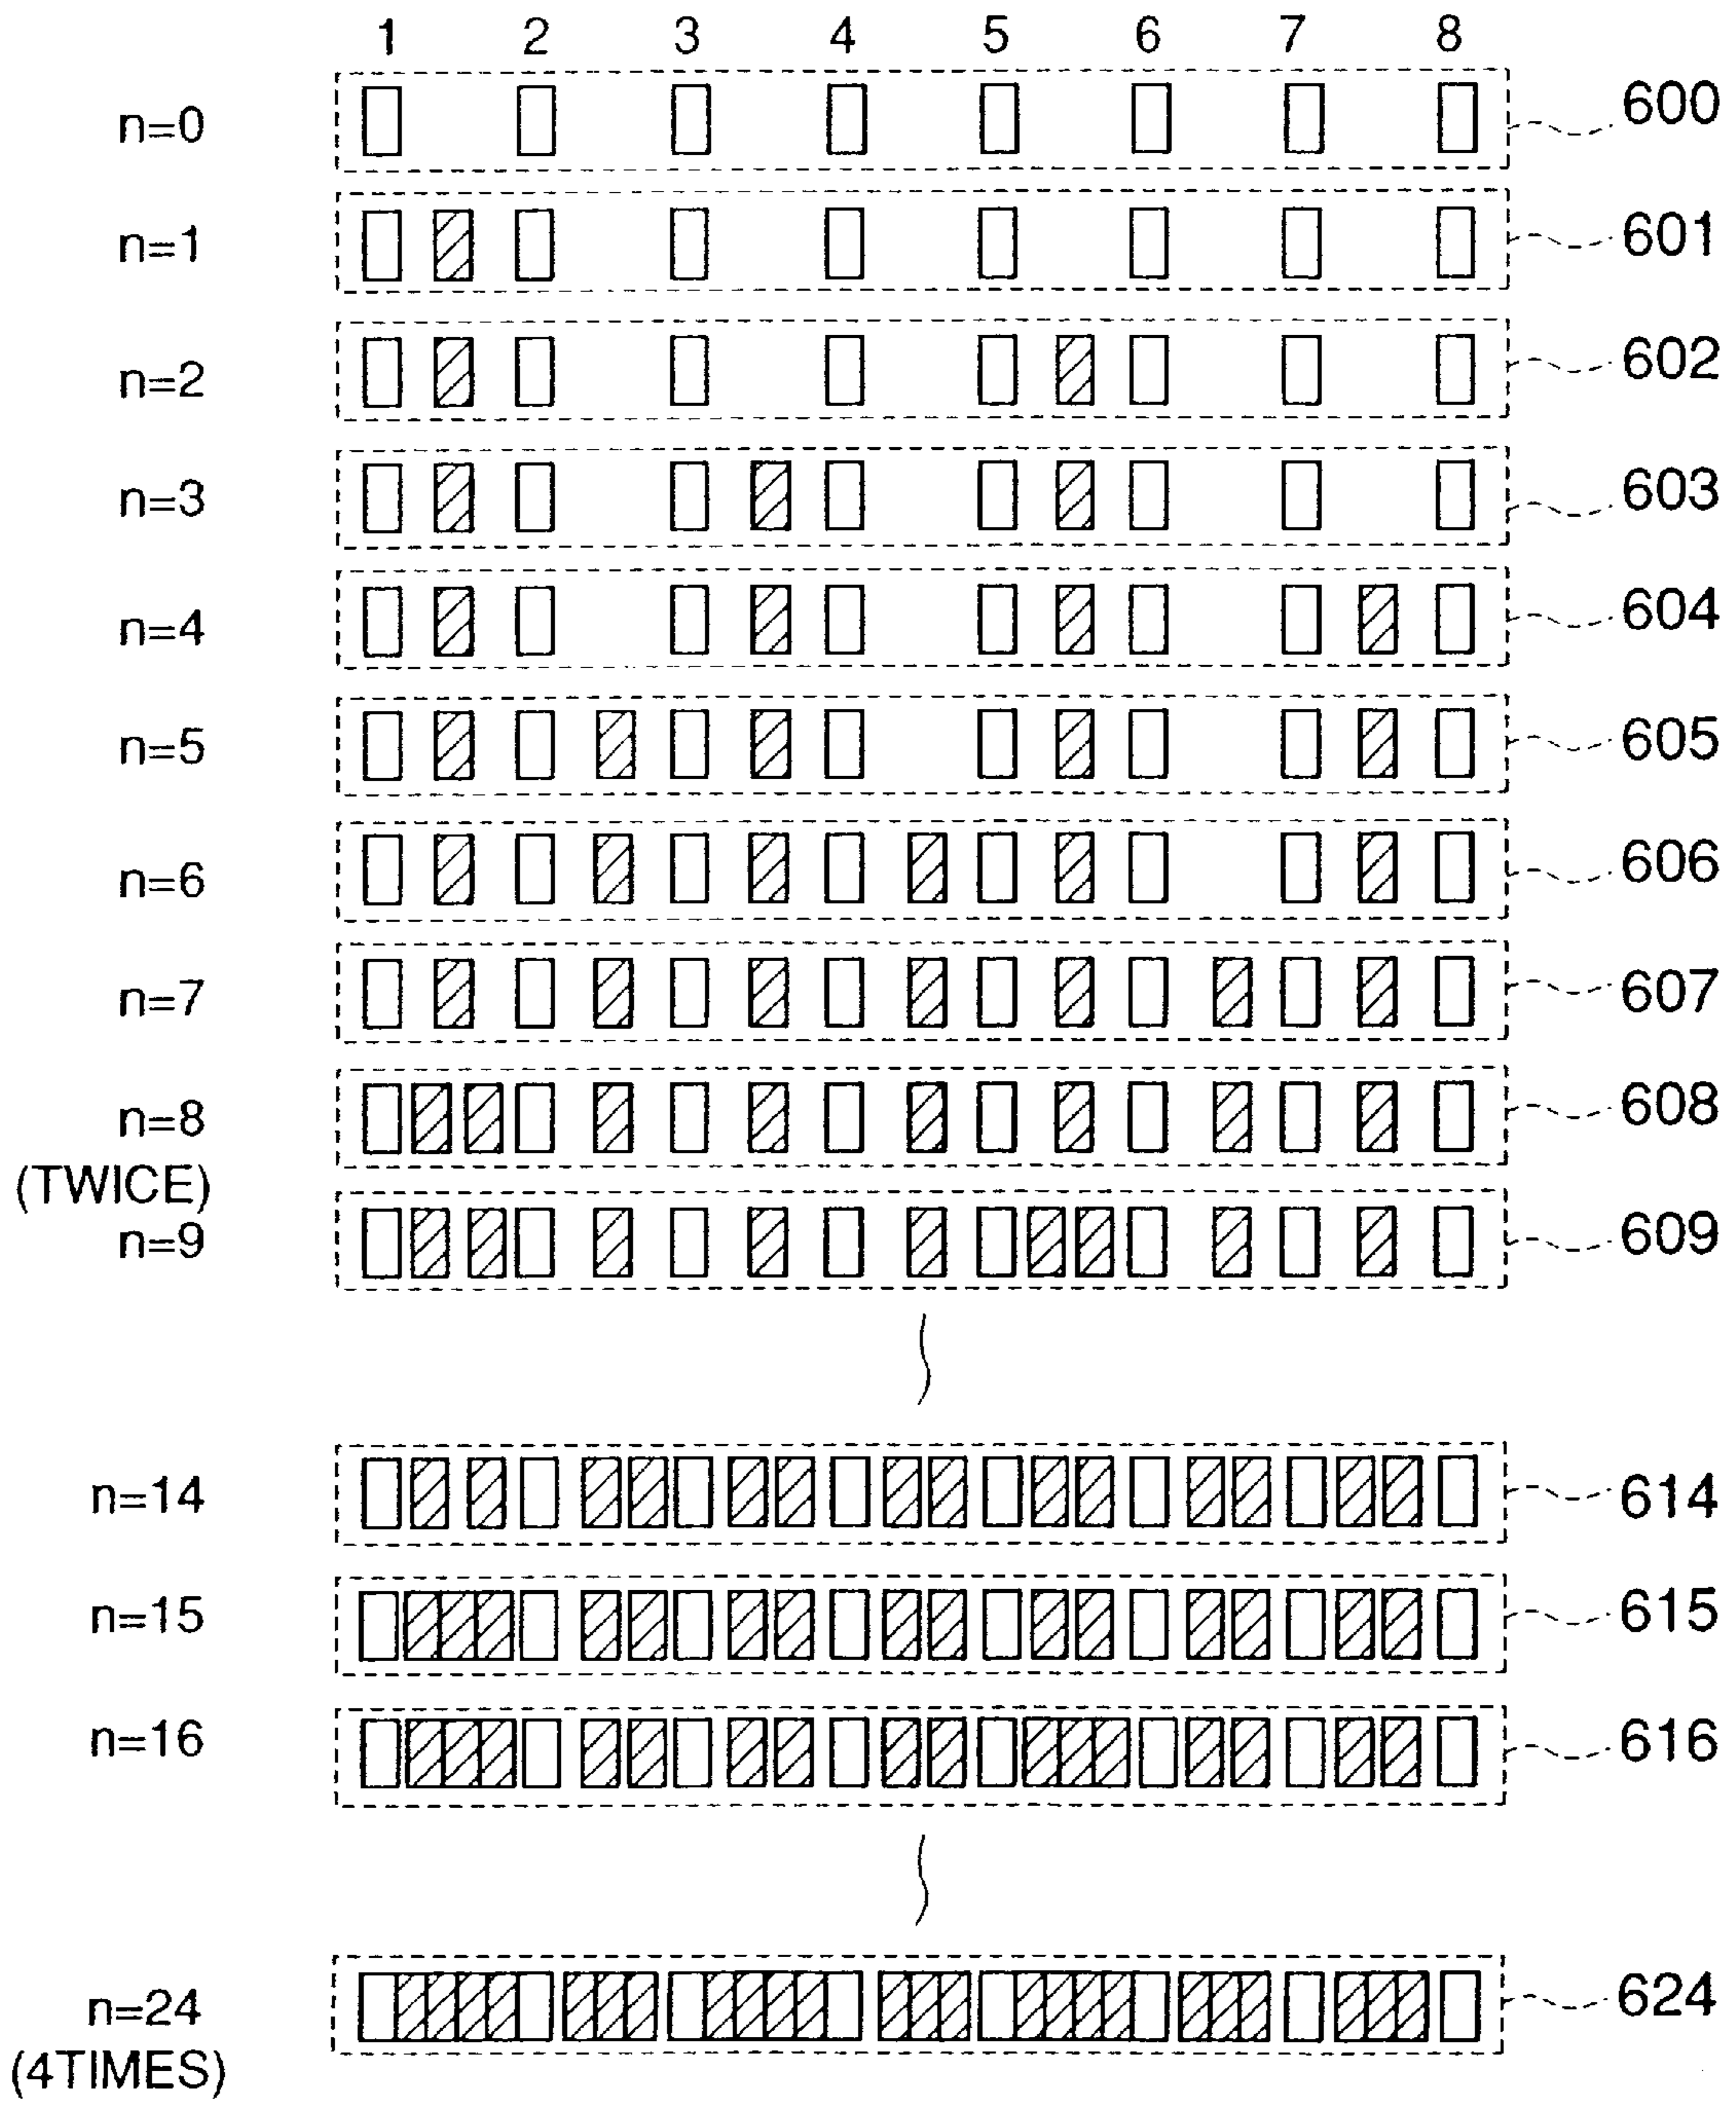 1 2 3 4 5 6 7 8
n=0 600
n=1 601
n=2 602
n=3 603
n=4 604
n=5 605
n=6 606
n=7 607
n=8 608
(TWICE)
n=9 609
n=14 614
n=15 615
n=16 616
n=24 624
(4TIMES)